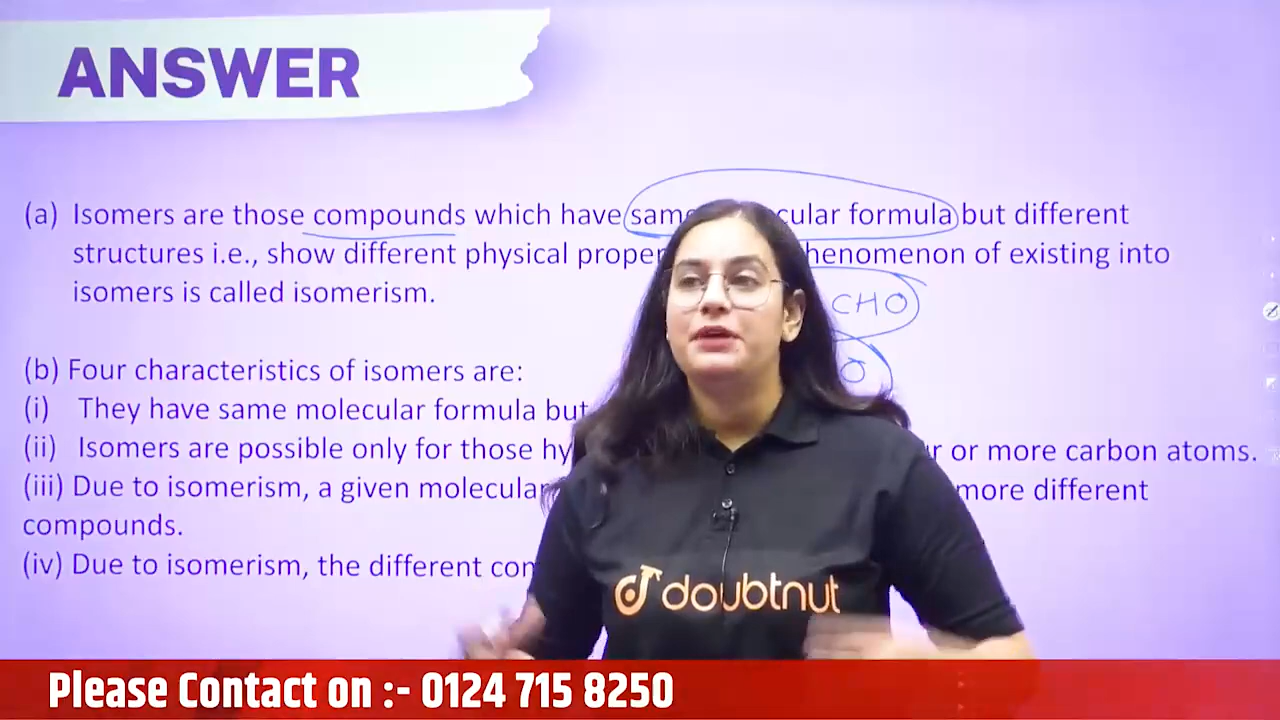 ANSWER
(a) Isomers are those compounds which have same cular formula but different
structures i.e., show different physical proper henomenon of existing into
isomers is called isomerism.
CHO
O
(b) Four characteristics of isomers are:
(i) They have same molecular formula but
(ii) Isomers are possible only for those hy or more carbon atoms.
(iii) Due to isomerism, a given molecular more different
compounds.
(iv) Due to isomerism, the different con
doubtnut
Please Contact on :- 0124 715 8250